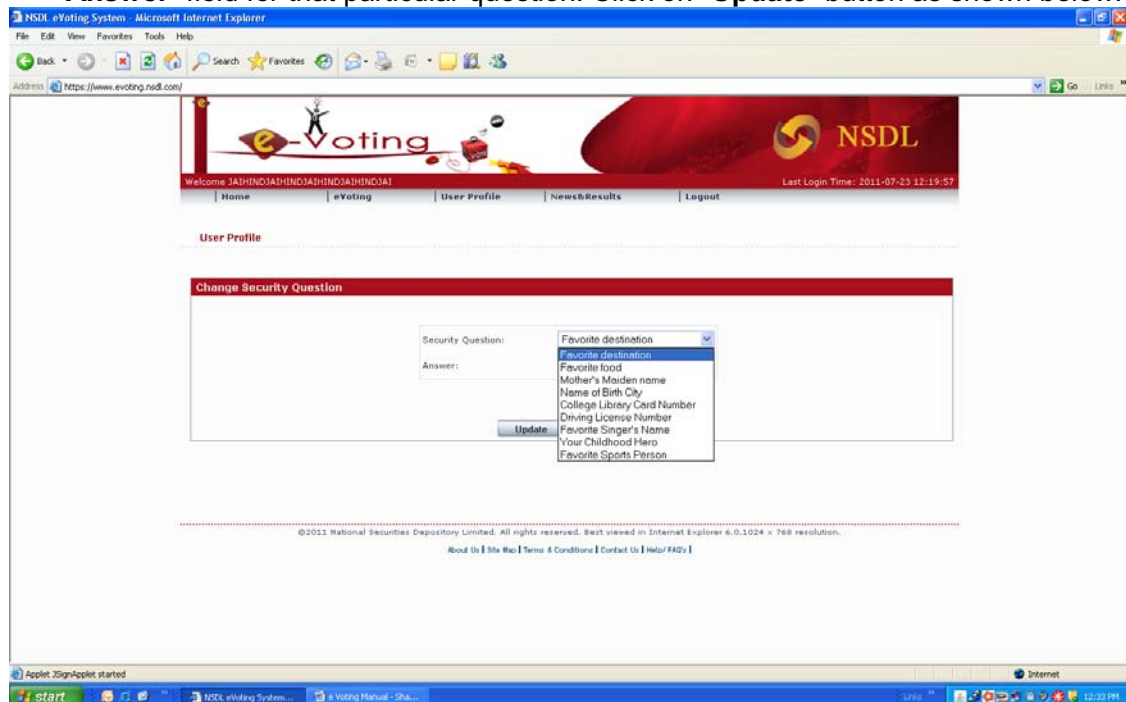 "Answer" field for that particular question. Click on "Update" button as shown below.
NSDL eVoting System - Microsoft Internet Explorer
File Edit View Favorites Tools Help
Back Search Favorites
Address https://www.evoting.nsdl.com/ Go Links
e-Voting NSDL
Welcome JAIHINDJAIHINDJAIHINDJAIHINDJAI Last Login Time: 2011-07-23 12:19:57
Home eVoting User Profile News&Results Logout
User Profile
Change Security Question
Security Question: Favorite destination
Favorite destination
Answer:
Favorite food
Mother's Maiden name
Name of Birth City
College Library Card Number
Driving License Number
Update Favorite Singer's Name
Your Childhood Hero
Favorite Sports Person
©2011 National Securities Depository Limited. All rights reserved. Best viewed in Internet Explorer 6.0,1024 x 768 resolution.
About Us | Site Map | Terms & Conditions | Contact Us | Help/ FAQ's |
Applet JSignApplet started Internet
start NSDL eVoting System... e Voting Manual - Sha... Links 12:33 PM